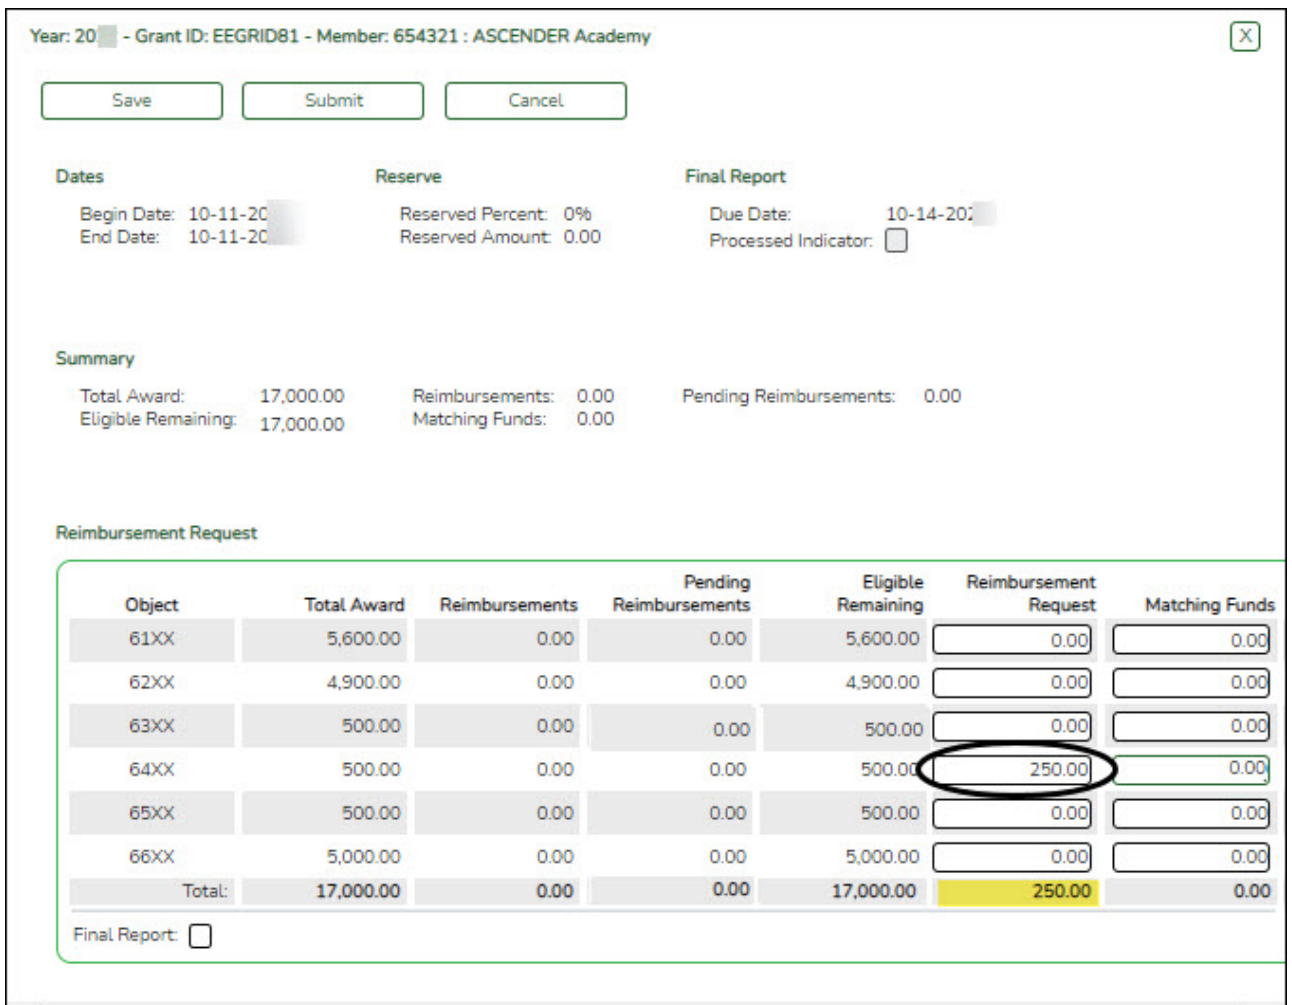 Year: 20 - Grant ID: EEGRID81 - Member: 654321 : ASCENDER Academy X
Save Submit Cancel
Dates Reserve Final Report
Begin Date: 10-11-20 Reserved Percent: 0% Due Date: 10-14-202
End Date: 10-11-20 Reserved Amount: 0.00 Processed Indicator:
Summary
Total Award: 17,000.00 Reimbursements: 0.00 Pending Reimbursements: 0.00
Eligible Remaining: 17,000.00 Matching Funds: 0.00
Reimbursement Request
Pending Eligible Reimbursement
Object Total Award Reimbursements Reimbursements Remaining Request Matching Funds
61XX 5,600.00 0.00 0.00 5,600.00 0.00 0.00
62XX 4,900.00 0.00 0.00 4,900.00 0.00 0.00
63XX 500.00 0.00 0.00 500.00 0.00 0.00
64XX 500.00 0.00 0.00 500.00 250.00 0.00
65XX 500.00 0.00 0.00 500.00 0.00 0.00
66XX 5,000.00 0.00 0.00 5,000.00 0.00 0.00
Total: 17,000.00 0.00 0.00 17,000.00 250.00 0.00
Final Report: